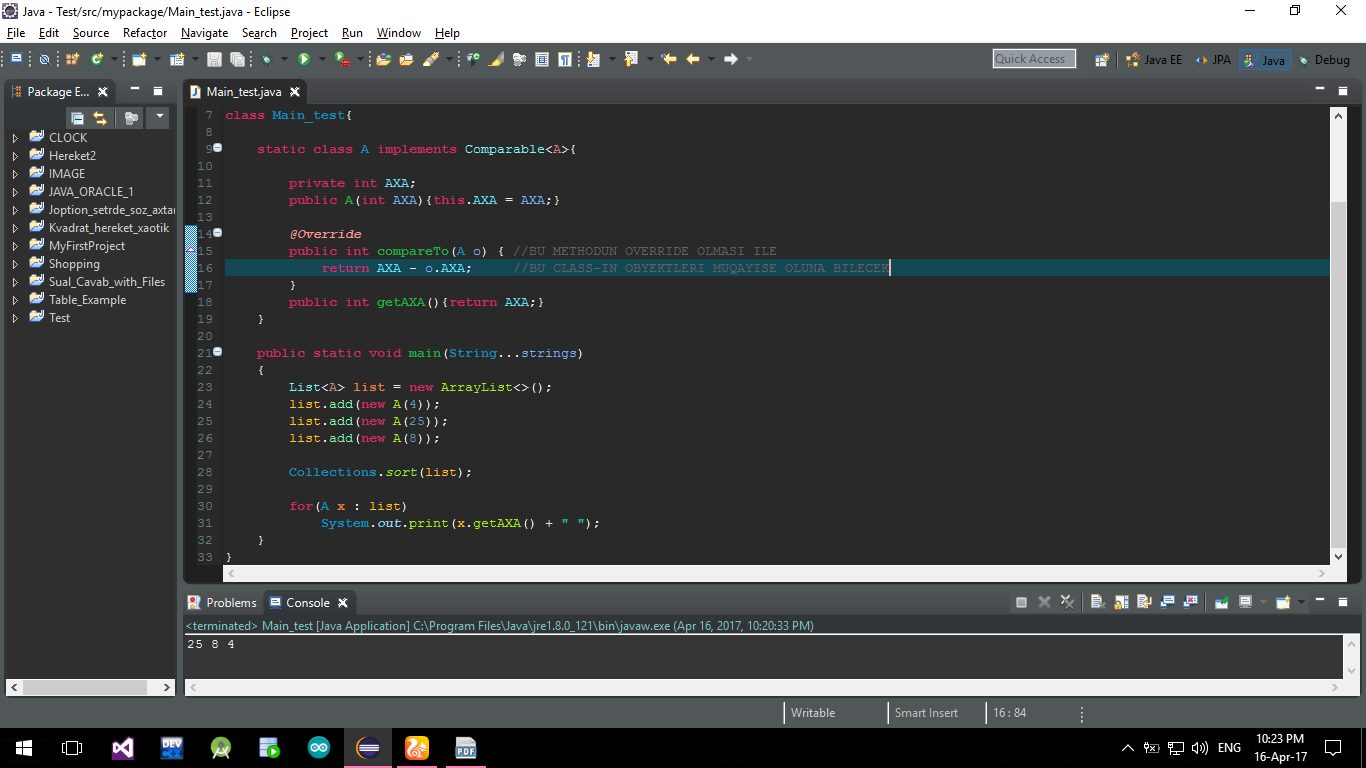 Java - Test/src/mypackage/Main_test.java - Eclipse
File Edit Source Refactor Navigate Search Project Run Window Help
Quick Access Java EE JPA Java Debug
Package E...
CLOCK
Hereket2
IMAGE
JAVA_ORACLE_1
Joption_setrde_soz_axtar
Kvadrat_hereket_xaotik
MyFirstProject
Shopping
Sual_Cavab_with_Files
Table_Example
Test
Main_test.java
7 class Main_test{
8
9 static class A implements Comparable<A>{
10
11 private int AXA;
12 public A(int AXA){this.AXA = AXA;}
13
14 @Override
15 public int compareTo(A o) { //BU METHODUN OVERRIDE OLMASI ILE
16 return AXA - o.AXA; //BU CLASS-IN OBYEKTLERI MUQAYISE OLUNA BILECEK
17 }
18 public int getAXA(){return AXA;}
19 }
20
21 public static void main(String...strings)
22 {
23 List<A> list = new ArrayList<>();
24 list.add(new A(4));
25 list.add(new A(25));
26 list.add(new A(8));
27
28 Collections.sort(list);
29
30 for(A x : list)
31 System.out.print(x.getAXA() + " ");
32 }
33 }
Problems Console
<terminated> Main_test [Java Application] C:\Program Files\Java\jre1.8.0_121\bin\javaw.exe (Apr 16, 2017, 10:20:33 PM)
25 8 4
Writable Smart Insert 16 : 84
DEV
PDF
ENG
10:23 PM
16-Apr-17